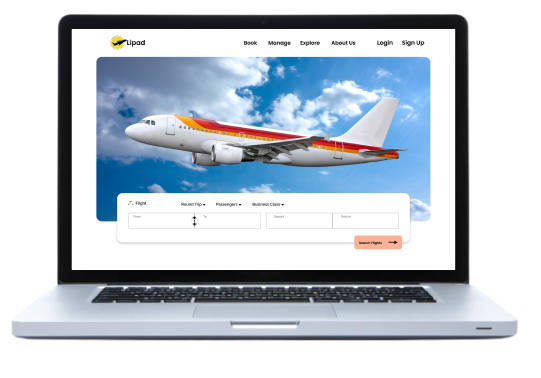 Lipad
Book Manage Explore About Us Login Sign Up
Flight Round Trip Passengers Business Class
From To Depart Return
Search Flights